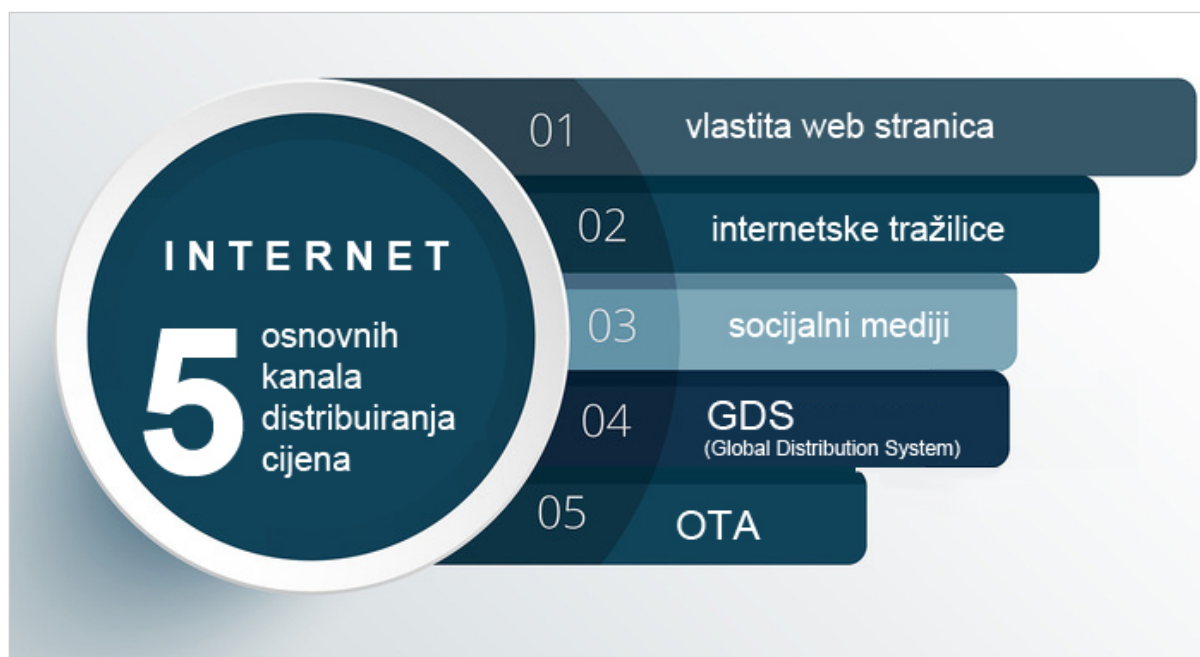 INTERNET
5
osnovnih
kanala
distribuiranja
cijena
01 vlastita web stranica
02 internetske tražilice
03 socijalni mediji
04 GDS
(Global Distribution System)
05 OTA